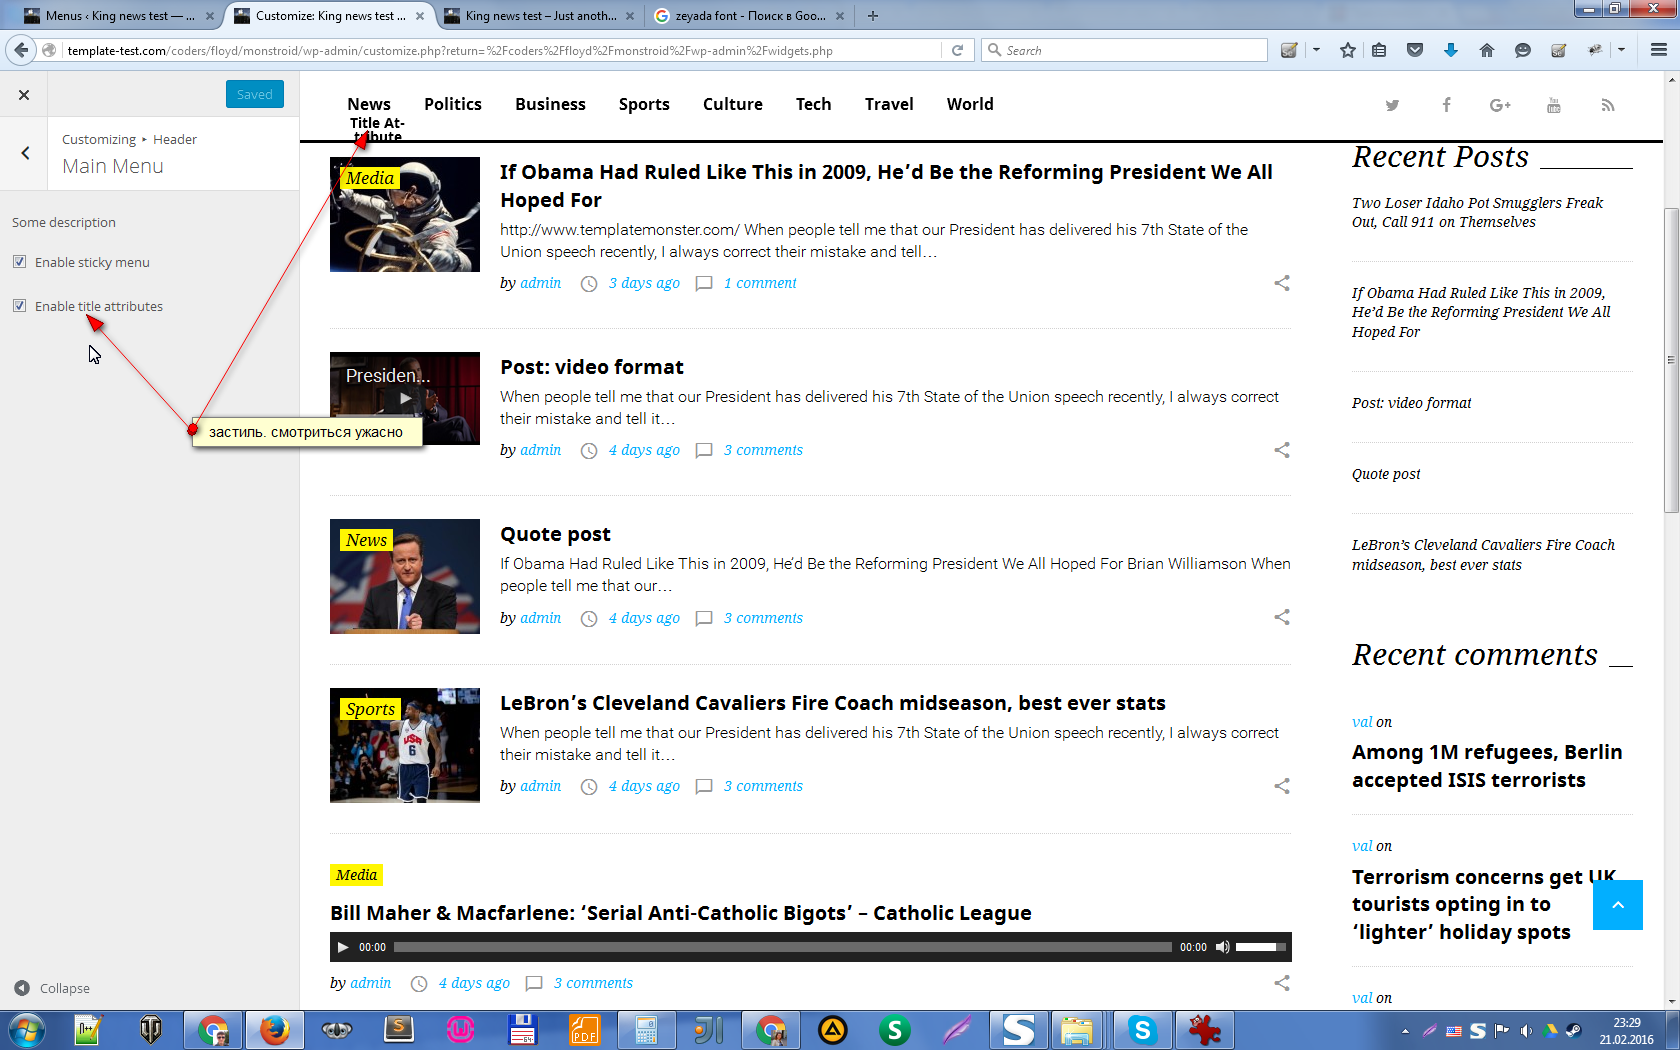 Menus ‹ King news test — ...
Customize: King news test ...
King news test – Just anoth...
zeyada font - Поиск в Goo...
template-test.com/coders/floyd/monstroid/wp-admin/customize.php?return=%2Fcoders%2Ffloyd%2Fmonstroid%2Fwp-admin%2Fwidgets.php
Search
Saved
Customizing ▸ Header
Main Menu
Some description
Enable sticky menu
Enable title attributes
застиль. смотриться ужасно
Collapse
News Politics Business Sports Culture Tech Travel World
Title At-
tribute
Media
If Obama Had Ruled Like This in 2009, He’d Be the Reforming President We All
Hoped For
http://www.templatemonster.com/ When people tell me that our President has delivered his 7th State of the
Union speech recently, I always correct their mistake and tell…
by admin 3 days ago 1 comment
Presiden...
Post: video format
When people tell me that our President has delivered his 7th State of the Union speech recently, I always correct
their mistake and tell it…
by admin 4 days ago 3 comments
News
Quote post
If Obama Had Ruled Like This in 2009, He’d Be the Reforming President We All Hoped For Brian Williamson When
people tell me that our…
by admin 4 days ago 3 comments
Sports
USA
6
LeBron’s Cleveland Cavaliers Fire Coach midseason, best ever stats
When people tell me that our President has delivered his 7th State of the Union speech recently, I always correct
their mistake and tell it…
by admin 4 days ago 3 comments
Media
Bill Maher & Macfarlene: ‘Serial Anti-Catholic Bigots’ – Catholic League
00:00 00:00
by admin 4 days ago 3 comments
Recent Posts
Two Loser Idaho Pot Smugglers Freak
Out, Call 911 on Themselves
If Obama Had Ruled Like This in 2009,
He’d Be the Reforming President We All
Hoped For
Post: video format
Quote post
LeBron’s Cleveland Cavaliers Fire Coach
midseason, best ever stats
Recent comments
val on
Among 1M refugees, Berlin
accepted ISIS terrorists
val on
Terrorism concerns get UK
tourists opting in to
‘lighter’ holiday spots
val on
PDF
64
23:29
21.02.2016